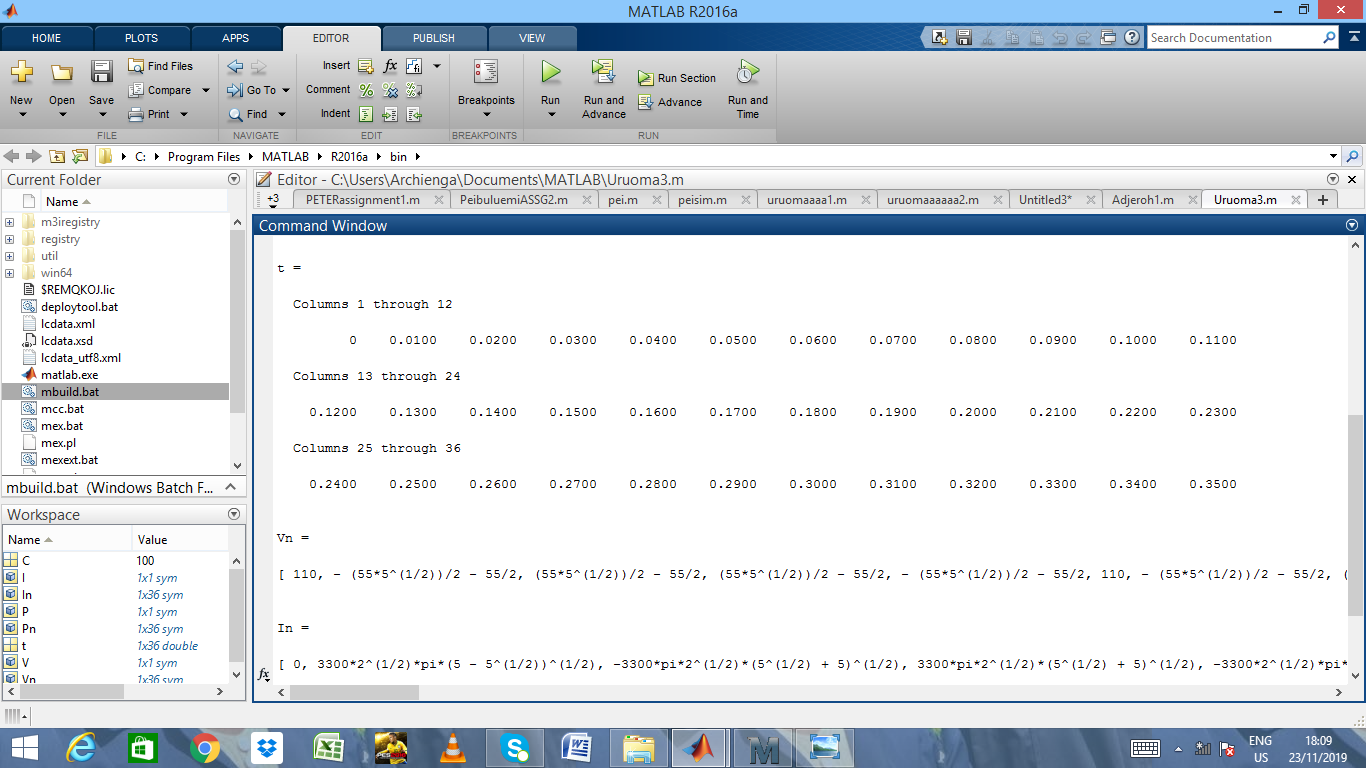 MATLAB R2016a
HOME PLOTS APPS EDITOR PUBLISH VIEW
Search Documentation
New Open Save Find Files Compare Print
Go To Find
Insert fx
Comment
Indent
Breakpoints
Run Run and Advance Run Section Advance Run and Time
FILE NAVIGATE EDIT BREAKPOINTS RUN
C: Program Files MATLAB R2016a bin
Current Folder
Name
m3iregistry
registry
util
win64
$REMQKOJ.lic
deploytool.bat
lcdata.xml
lcdata.xsd
lcdata_utf8.xml
matlab.exe
mbuild.bat
mcc.bat
mex.bat
mex.pl
mexext.bat
mbuild.bat (Windows Batch F...
Workspace
Name Value
C 100
I 1x1 sym
In 1x36 sym
P 1x1 sym
Pn 1x36 sym
t 1x36 double
V 1x1 sym
Vn 1x36 sym
Editor - C:\Users\Archienga\Documents\MATLAB\Uruoma3.m
+3 PETERassignment1.m PeibuluemiASSG2.m pei.m peisim.m uruomaaaa1.m uruomaaaaaa2.m Untitled3* Adjeroh1.m Uruoma3.m
Command Window
t =
Columns 1 through 12
0 0.0100 0.0200 0.0300 0.0400 0.0500 0.0600 0.0700 0.0800 0.0900 0.1000 0.1100
Columns 13 through 24
0.1200 0.1300 0.1400 0.1500 0.1600 0.1700 0.1800 0.1900 0.2000 0.2100 0.2200 0.2300
Columns 25 through 36
0.2400 0.2500 0.2600 0.2700 0.2800 0.2900 0.3000 0.3100 0.3200 0.3300 0.3400 0.3500
Vn =
[ 110, - (55*5^(1/2))/2 - 55/2, (55*5^(1/2))/2 - 55/2, (55*5^(1/2))/2 - 55/2, - (55*5^(1/2))/2 - 55/2, 110, - (55*5^(1/2))/2 - 55/2, (
In =
[ 0, 3300*2^(1/2)*pi*(5 - 5^(1/2))^(1/2), -3300*pi*2^(1/2)*(5^(1/2) + 5)^(1/2), 3300*pi*2^(1/2)*(5^(1/2) + 5)^(1/2), -3300*2^(1/2)*pi*
fx
ENG
US
18:09
23/11/2019